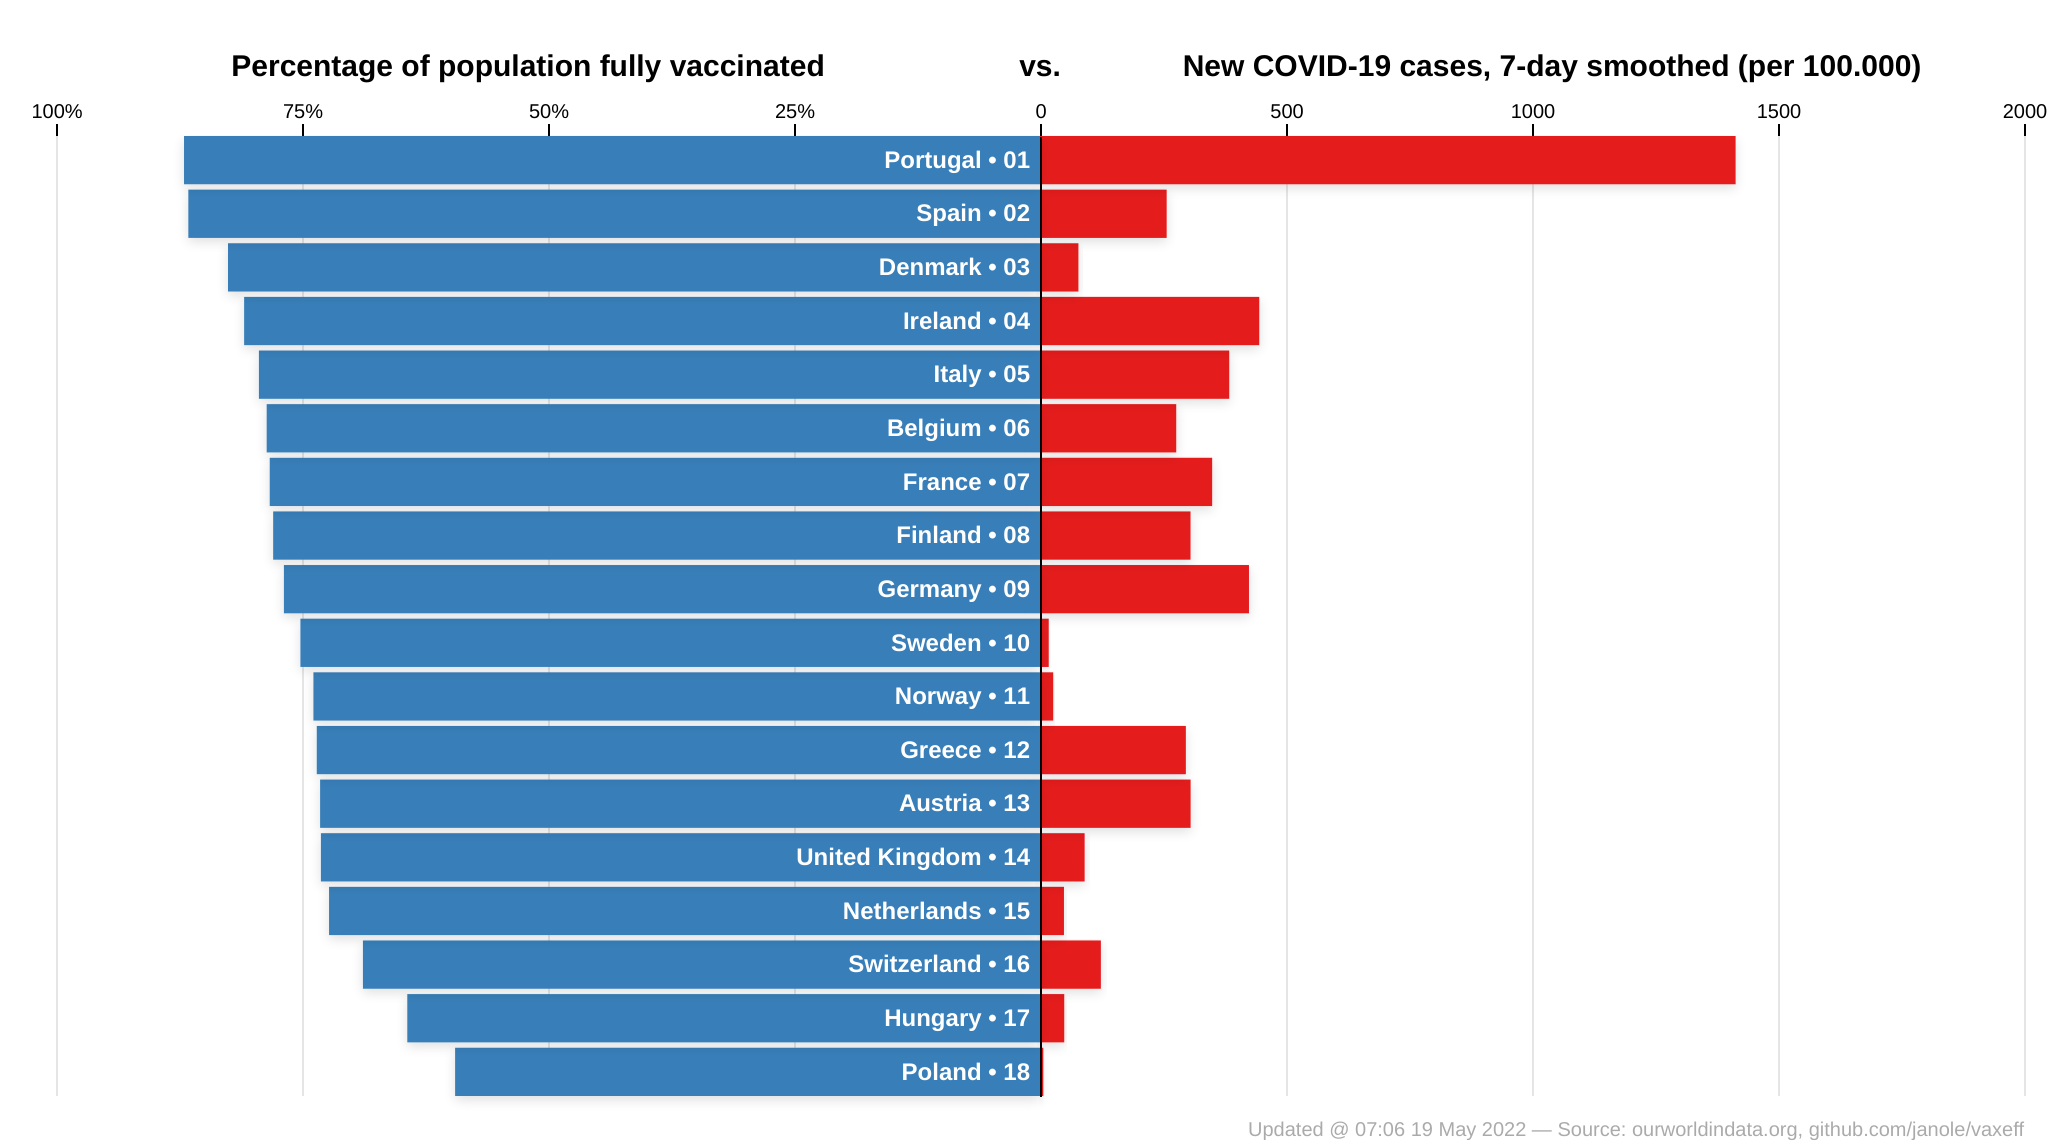 Percentage of population fully vaccinated vs. New COVID-19 cases, 7-day smoothed (per 100.000)
100% 75% 50% 25% 0 500 1000 1500 2000
Portugal • 01
Spain • 02
Denmark • 03
Ireland • 04
Italy • 05
Belgium • 06
France • 07
Finland • 08
Germany • 09
Sweden • 10
Norway • 11
Greece • 12
Austria • 13
United Kingdom • 14
Netherlands • 15
Switzerland • 16
Hungary • 17
Poland • 18
Updated @ 07:06 19 May 2022 — Source: ourworldindata.org, github.com/janole/vaxeff